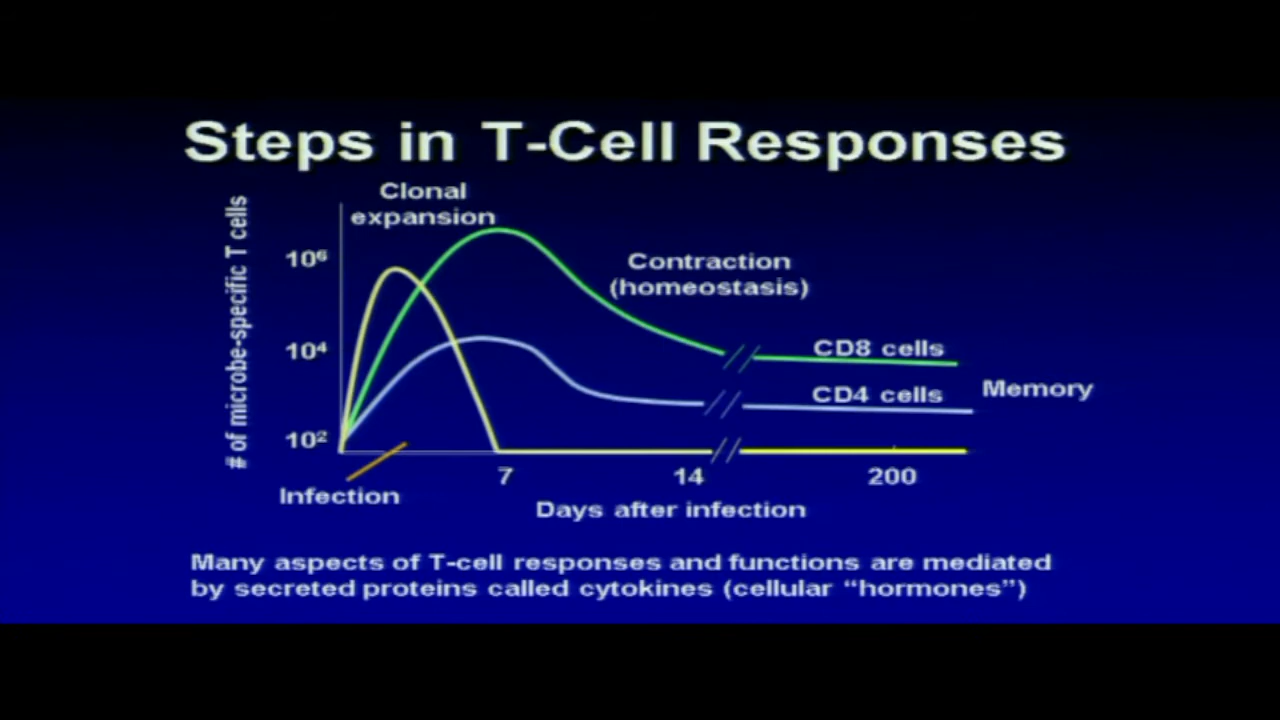 Steps in T-Cell Responses
Clonal
expansion
# of microbe-specific T cells
10⁶
10⁴
10²
Contraction
(homeostasis)
CD8 cells
CD4 cells
Memory
Infection
7
14
200
Days after infection
Many aspects of T-cell responses and functions are mediated
by secreted proteins called cytokines (cellular “hormones”)